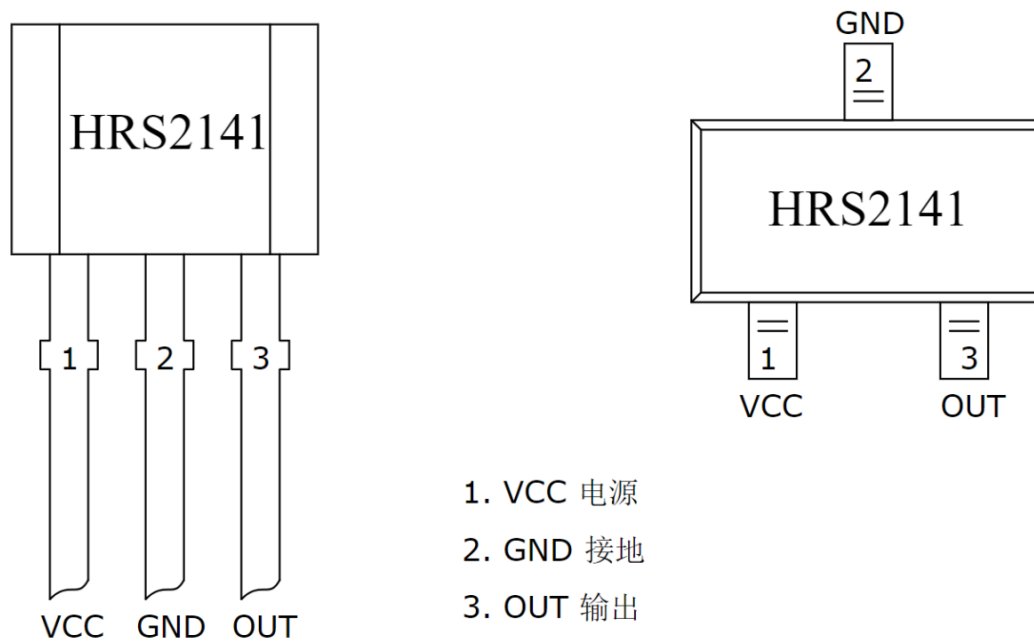 HRS2141
1
2
3
VCC
GND
OUT
GND
2
HRS2141
1
3
VCC
OUT
1. VCC 电源
2. GND 接地
3. OUT 输出